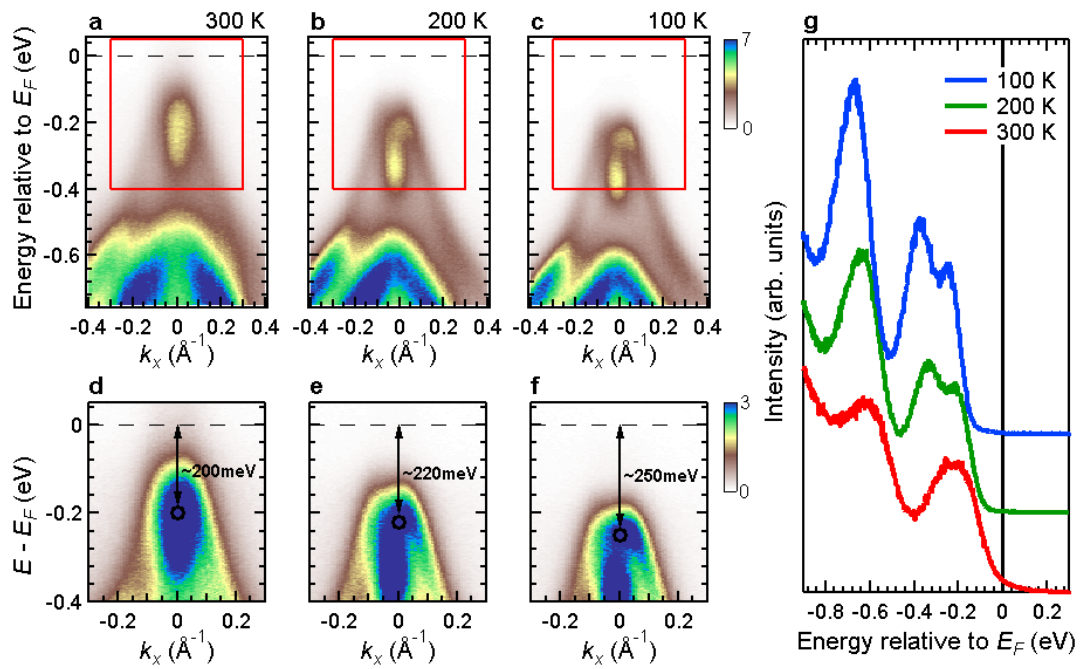 a 300 K
b 200 K
c 100 K
Energy relative to E_F (eV)
0
-0.2
-0.4
-0.6
-0.4 -0.2 0 0.2 0.4
-0.2 0 0.2 0.4
-0.2 0 0.2 0.4
k_x (Å⁻¹)
k_x (Å⁻¹)
k_x (Å⁻¹)
7
0
d
e
f
E - E_F (eV)
0
-0.2
-0.4
~200meV
~220meV
~250meV
-0.2 0 0.2
-0.2 0 0.2
-0.2 0 0.2
k_x (Å⁻¹)
k_x (Å⁻¹)
k_x (Å⁻¹)
3
0
g
100 K
200 K
300 K
Intensity (arb. units)
-0.8 -0.6 -0.4 -0.2 0 0.2
Energy relative to E_F (eV)